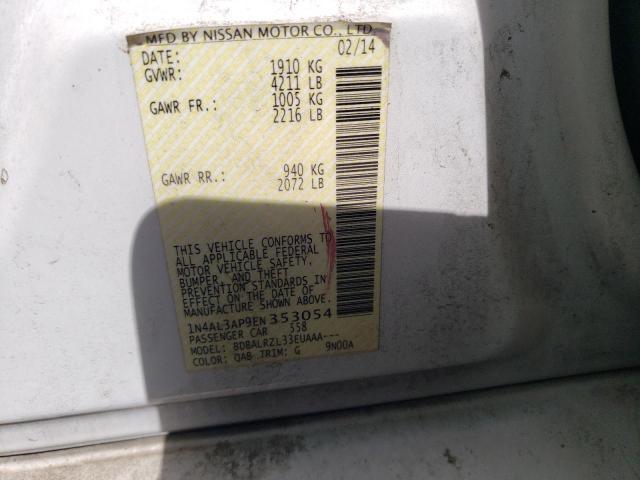 MFD BY NISSAN MOTOR CO., LTD.
DATE: 02/14
GVWR: 1910 KG
4211 LB
GAWR FR.: 1005 KG
2216 LB
GAWR RR.: 940 KG
2072 LB
THIS VEHICLE CONFORMS TO
ALL APPLICABLE FEDERAL
MOTOR VEHICLE SAFETY,
BUMPER, AND THEFT
PREVENTION STANDARDS IN
EFFECT ON THE DATE OF
MANUFACTURE SHOWN ABOVE.
1N4AL3AP9EN353054
PASSENGER CAR 558
MODEL: BDBALRZL33EUAAA---
COLOR: QAB TRIM: G 9N00A